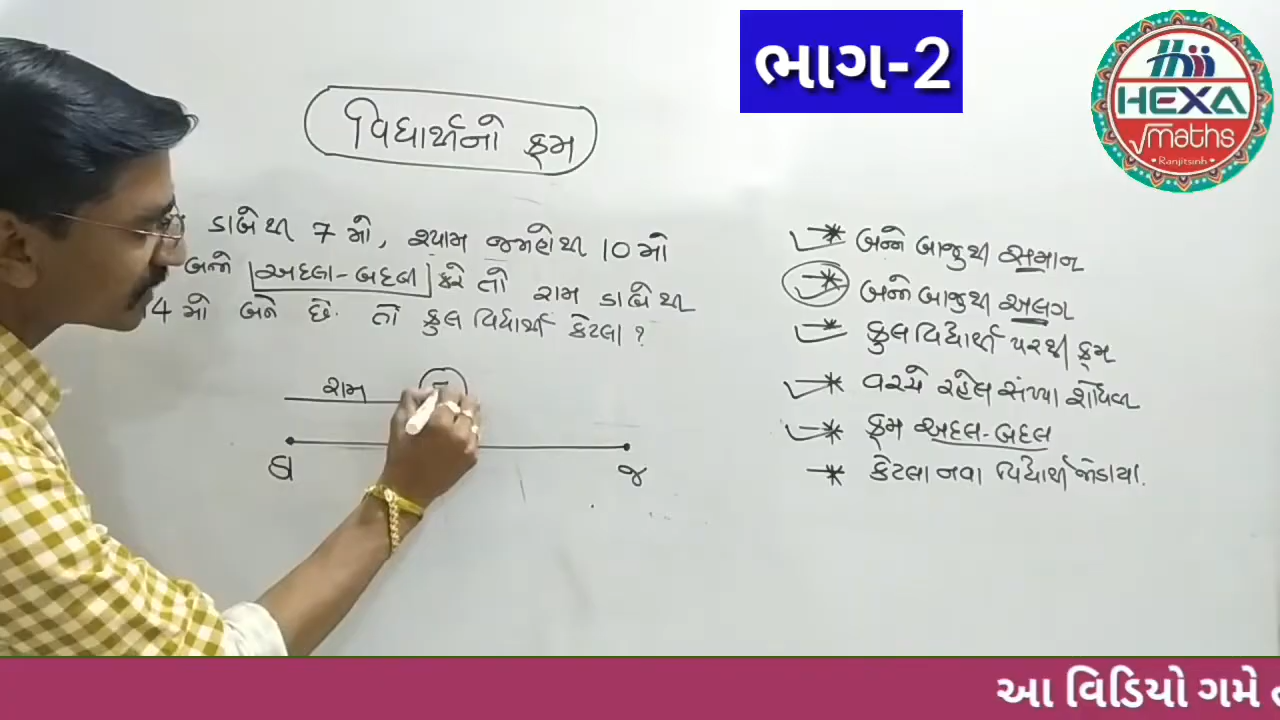 ભાગ-2
HEXA
√maths
Ranjitsinh
વિધાર્થીનો ક્રમ
ડાબેથી 7 મો, શ્યામ જમણેથી 10 મો
બન્ને અદલા-બદલી કરે તો રામ ડાબેથી
4 મો બને છે. તો કુલ વિધાર્થી કેટલા?
રામ
ડા
જ
* બન્ને બાજુથી સમાન
* બન્ને બાજુથી અલગ
* કુલ વિધાર્થી પરથી ક્રમ
* વચ્ચે રહેલ સંખ્યા શોધવી
* ક્રમ અદલ-બદલ
* કેટલા નવા વિધાર્થી જોડાયા.
આ વિડિયો ગમે